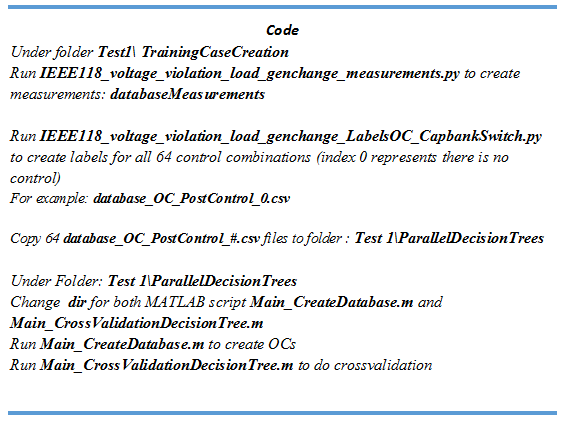 Code
Under folder Test1\ TrainingCaseCreation
Run IEEE118_voltage_violation_load_genchange_measurements.py to create
measurements: databaseMeasurements
Run IEEE118_voltage_violation_load_genchange_LabelsOC_CapbankSwitch.py
to create labels for all 64 control combinations (index 0 represents there is no
control)
For example: database_OC_PostControl_0.csv
Copy 64 database_OC_PostControl_#.csv files to folder : Test 1\ParallelDecisionTrees
Under Folder: Test 1\ParallelDecisionTrees
Change dir for both MATLAB script Main_CreateDatabase.m and
Main_CrossValidationDecisionTree.m
Run Main_CreateDatabase.m to create OCs
Run Main_CrossValidationDecisionTree.m to do crossvalidation